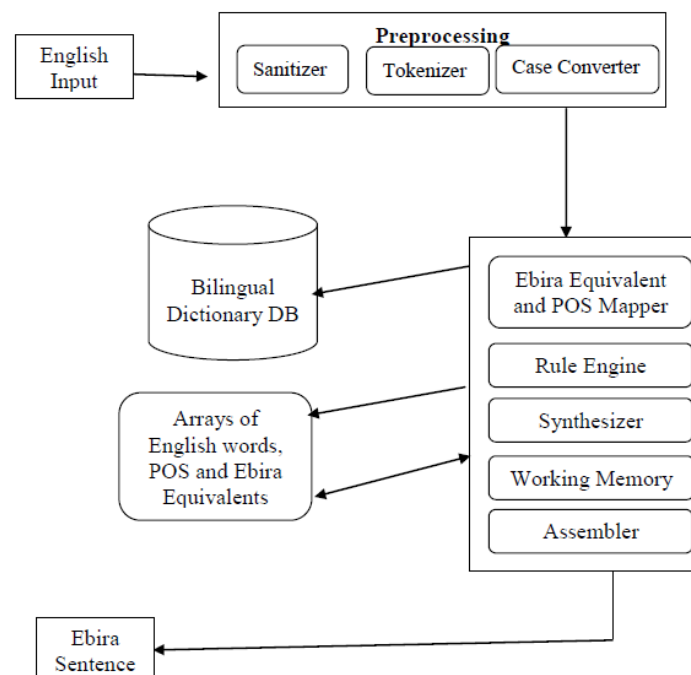 Preprocessing
English
Input
Sanitizer
Tokenizer
Case Converter
Bilingual
Dictionary DB
Ebira Equivalent
and POS Mapper
Rule Engine
Synthesizer
Working Memory
Assembler
Arrays of
English words,
POS and Ebira
Equivalents
Ebira
Sentence